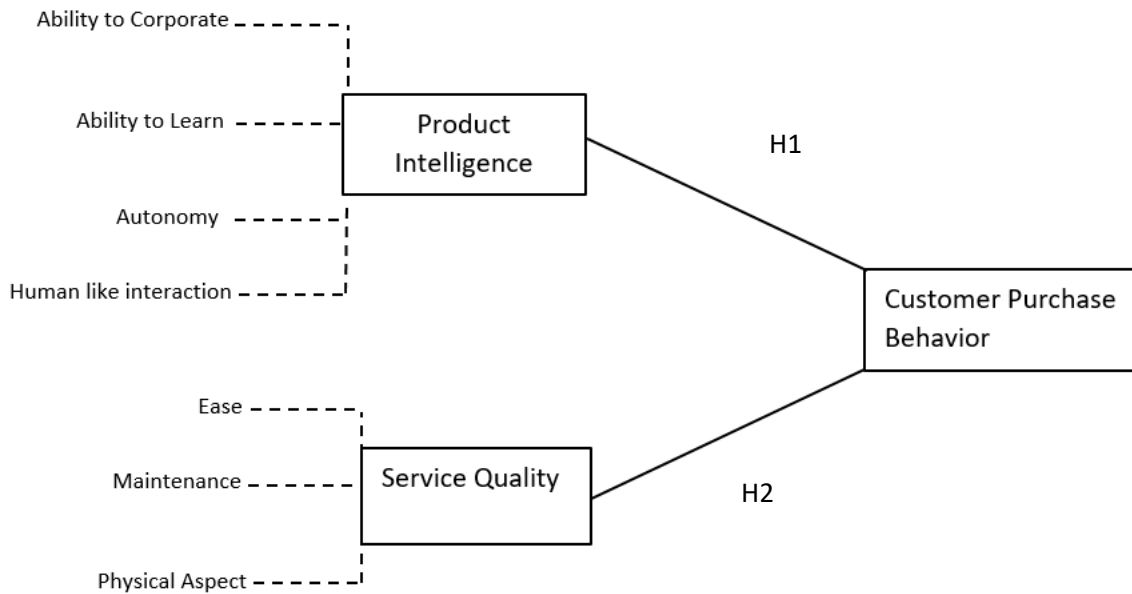 Ability to Corporate
Ability to Learn
Autonomy
Human like interaction
Product
Intelligence
H1
Customer Purchase
Behavior
Ease
Maintenance
Physical Aspect
Service Quality
H2